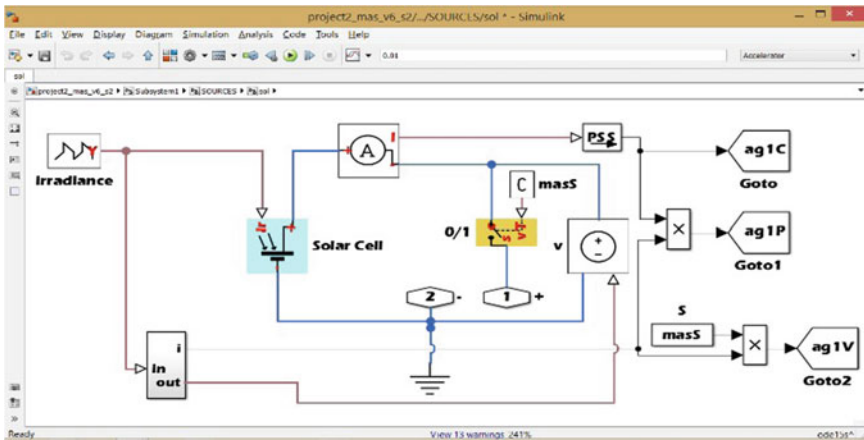 project2_mas_v6_s2/.../SOURCES/sol * - Simulink
File Edit View Display Diagram Simulation Analysis Code Tools Help
0.01 Accelerator
sol
project2_mas_v6_s2 Subsystem1 SOURCES sol
Irradiance
A
I
PSS
ag1C
Goto
C masS
0/1
Solar Cell
v
ag1P
Goto1
2 -
1 +
S
masS
ag1V
Goto2
i
In
out
Ready View 13 warnings 241% ode15s